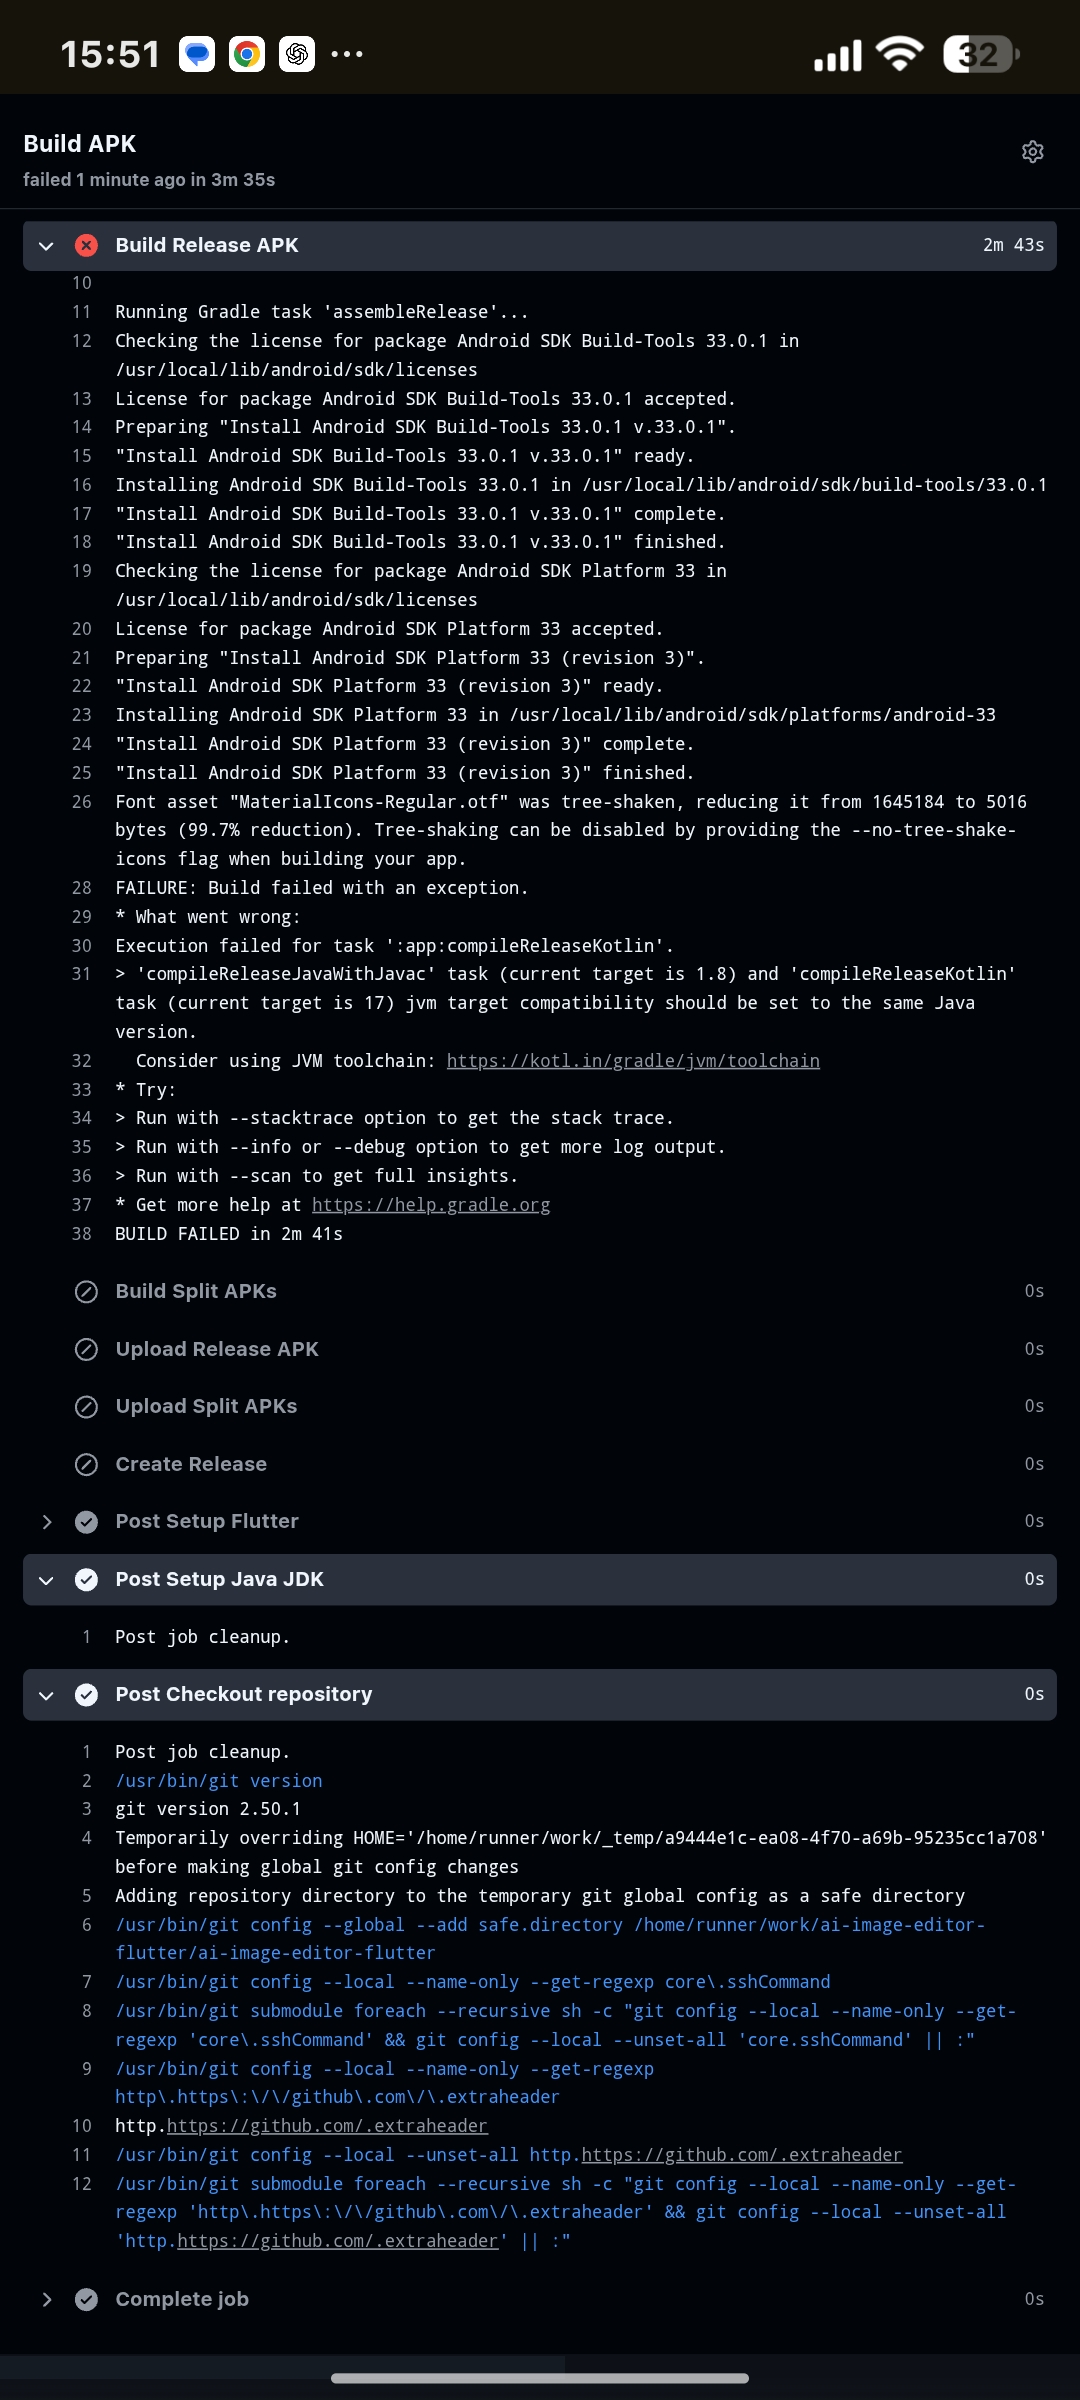 15:51
32
Build APK
failed 1 minute ago in 3m 35s
Build Release APK 2m 43s
10
11 Running Gradle task 'assembleRelease'...
12 Checking the license for package Android SDK Build-Tools 33.0.1 in
/usr/local/lib/android/sdk/licenses
13 License for package Android SDK Build-Tools 33.0.1 accepted.
14 Preparing "Install Android SDK Build-Tools 33.0.1 v.33.0.1".
15 "Install Android SDK Build-Tools 33.0.1 v.33.0.1" ready.
16 Installing Android SDK Build-Tools 33.0.1 in /usr/local/lib/android/sdk/build-tools/33.0.1
17 "Install Android SDK Build-Tools 33.0.1 v.33.0.1" complete.
18 "Install Android SDK Build-Tools 33.0.1 v.33.0.1" finished.
19 Checking the license for package Android SDK Platform 33 in
/usr/local/lib/android/sdk/licenses
20 License for package Android SDK Platform 33 accepted.
21 Preparing "Install Android SDK Platform 33 (revision 3)".
22 "Install Android SDK Platform 33 (revision 3)" ready.
23 Installing Android SDK Platform 33 in /usr/local/lib/android/sdk/platforms/android-33
24 "Install Android SDK Platform 33 (revision 3)" complete.
25 "Install Android SDK Platform 33 (revision 3)" finished.
26 Font asset "MaterialIcons-Regular.otf" was tree-shaken, reducing it from 1645184 to 5016
bytes (99.7% reduction). Tree-shaking can be disabled by providing the --no-tree-shake-
icons flag when building your app.
28 FAILURE: Build failed with an exception.
29 * What went wrong:
30 Execution failed for task ':app:compileReleaseKotlin'.
31 > 'compileReleaseJavaWithJavac' task (current target is 1.8) and 'compileReleaseKotlin'
task (current target is 17) jvm target compatibility should be set to the same Java
version.
32 Consider using JVM toolchain: https://kotl.in/gradle/jvm/toolchain
33 * Try:
34 > Run with --stacktrace option to get the stack trace.
35 > Run with --info or --debug option to get more log output.
36 > Run with --scan to get full insights.
37 * Get more help at https://help.gradle.org
38 BUILD FAILED in 2m 41s
Build Split APKs 0s
Upload Release APK 0s
Upload Split APKs 0s
Create Release 0s
Post Setup Flutter 0s
Post Setup Java JDK 0s
1 Post job cleanup.
Post Checkout repository 0s
1 Post job cleanup.
2 /usr/bin/git version
3 git version 2.50.1
4 Temporarily overriding HOME='/home/runner/work/_temp/a9444e1c-ea08-4f70-a69b-95235cc1a708'
before making global git config changes
5 Adding repository directory to the temporary git global config as a safe directory
6 /usr/bin/git config --global --add safe.directory /home/runner/work/ai-image-editor-
flutter/ai-image-editor-flutter
7 /usr/bin/git config --local --name-only --get-regexp core\.sshCommand
8 /usr/bin/git submodule foreach --recursive sh -c "git config --local --name-only --get-
regexp 'core\.sshCommand' && git config --local --unset-all 'core.sshCommand' || :"
9 /usr/bin/git config --local --name-only --get-regexp
http\.https\:\/\/github\.com\/\.extraheader
10 http.https://github.com/.extraheader
11 /usr/bin/git config --local --unset-all http.https://github.com/.extraheader
12 /usr/bin/git submodule foreach --recursive sh -c "git config --local --name-only --get-
regexp 'http\.https\:\/\/github\.com\/\.extraheader' && git config --local --unset-all
'http.https://github.com/.extraheader' || :"
Complete job 0s